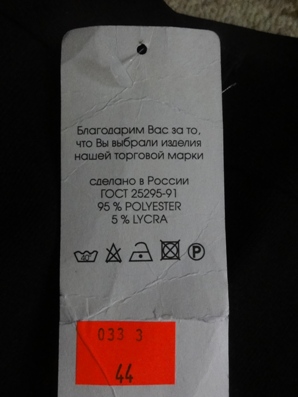 Благодарим Вас за то,
что Вы выбрали изделия
нашей торговой марки
сделано в России
ГОСТ 25295-91
95 % POLYESTER
5 % LYCRA
P
033 3
44